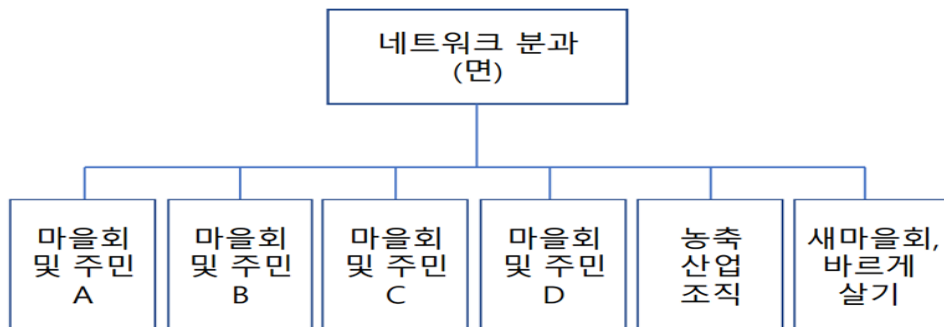 네트워크 분과
(면)
마을회
및 주민
A
마을회
및 주민
B
마을회
및 주민
C
마을회
및 주민
D
농축
산업
조직
새마을회,
바르게
살기